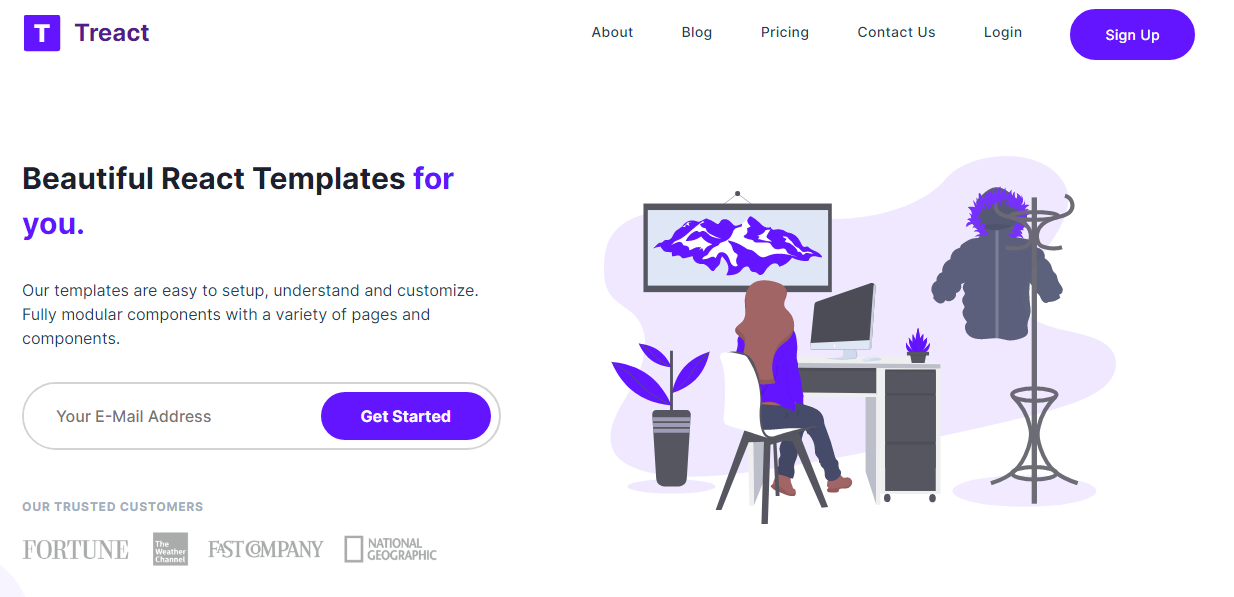 T Treact
About Blog Pricing Contact Us Login Sign Up
Beautiful React Templates for
you.
Our templates are easy to setup, understand and customize.
Fully modular components with a variety of pages and
components.
Your E-Mail Address Get Started
OUR TRUSTED CUSTOMERS
FORTUNE
The
Weather
Channel
FAST COMPANY
NATIONAL
GEOGRAPHIC